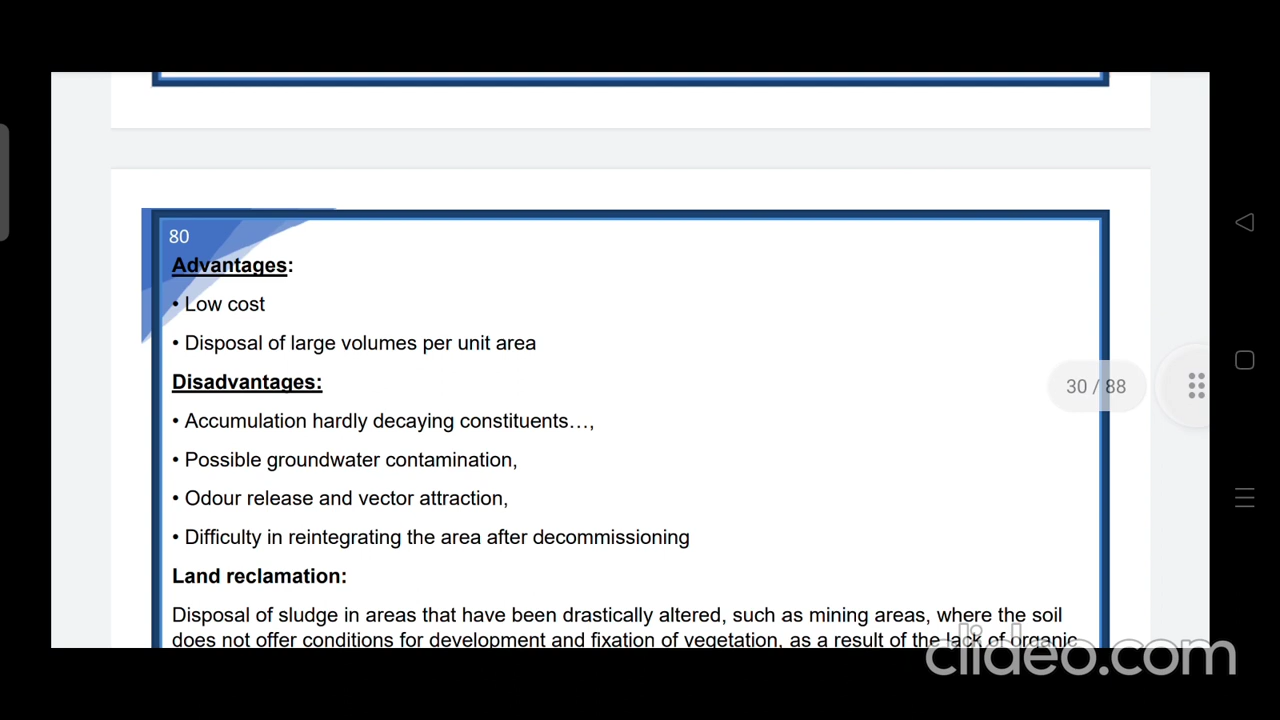 80
Advantages:
• Low cost
• Disposal of large volumes per unit area
Disadvantages:
30 / 88
• Accumulation hardly decaying constituents…,
• Possible groundwater contamination,
• Odour release and vector attraction,
• Difficulty in reintegrating the area after decommissioning
Land reclamation:
Disposal of sludge in areas that have been drastically altered, such as mining areas, where the soil
does not offer conditions for development and fixation of vegetation, as a result of the lack of organic
clideo.com